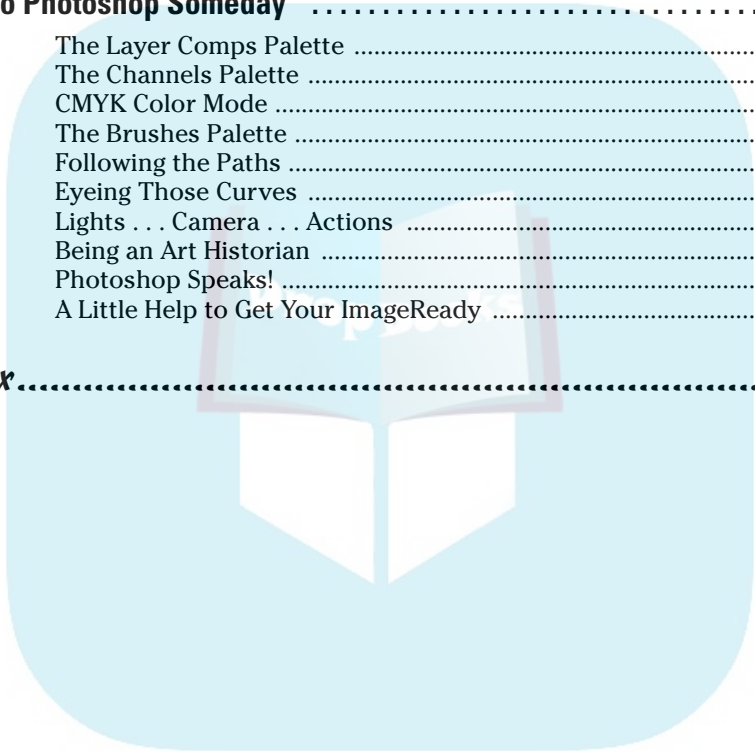 o Photoshop Someday ..............................
The Layer Comps Palette ......................................................................
The Channels Palette ............................................................................
CMYK Color Mode ................................................................................
The Brushes Palette ..............................................................................
Following the Paths ..............................................................................
Eyeing Those Curves ............................................................................
Lights . . . Camera . . . Actions ..............................................................
Being an Art Historian ..........................................................................
Photoshop Speaks! ................................................................................
A Little Help to Get Your ImageReady ..................................................
DropBooks
x................................................................................